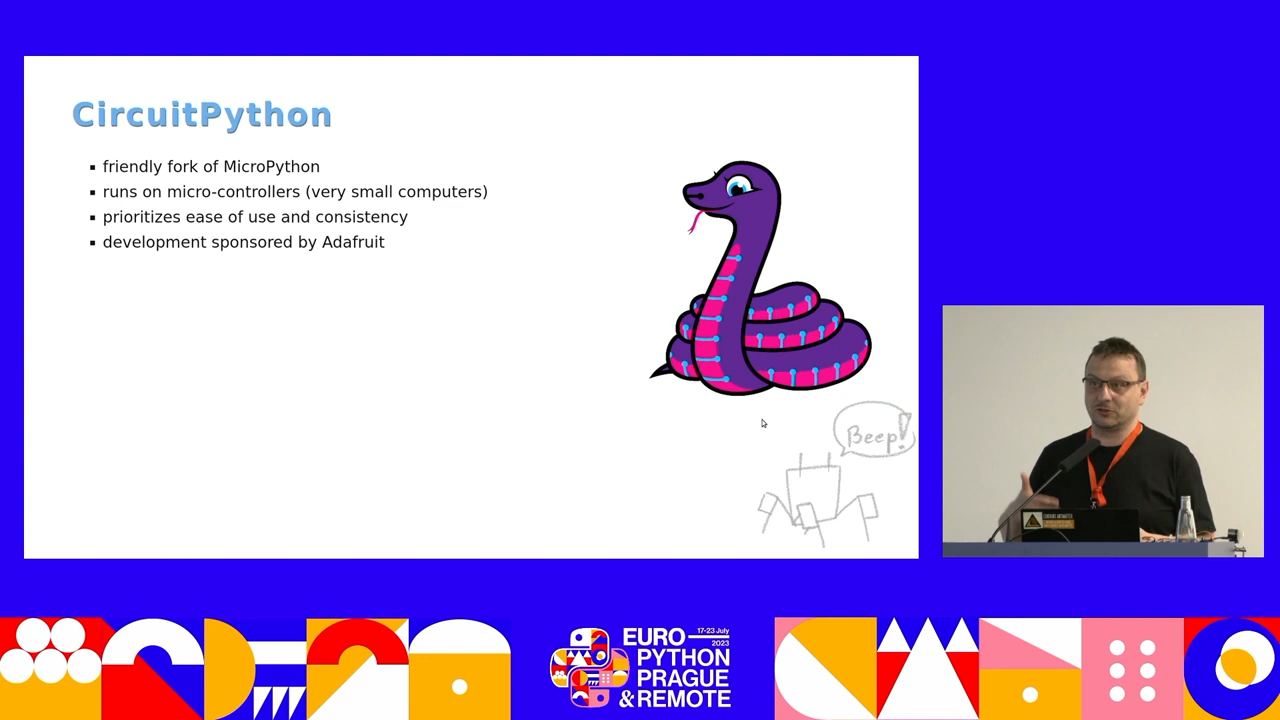 CircuitPython
▪ friendly fork of MicroPython
▪ runs on micro-controllers (very small computers)
▪ prioritizes ease of use and consistency
▪ development sponsored by Adafruit
Beep!
EURO 17-23 July 2023
PYTHON
PRAGUE
& REMOTE